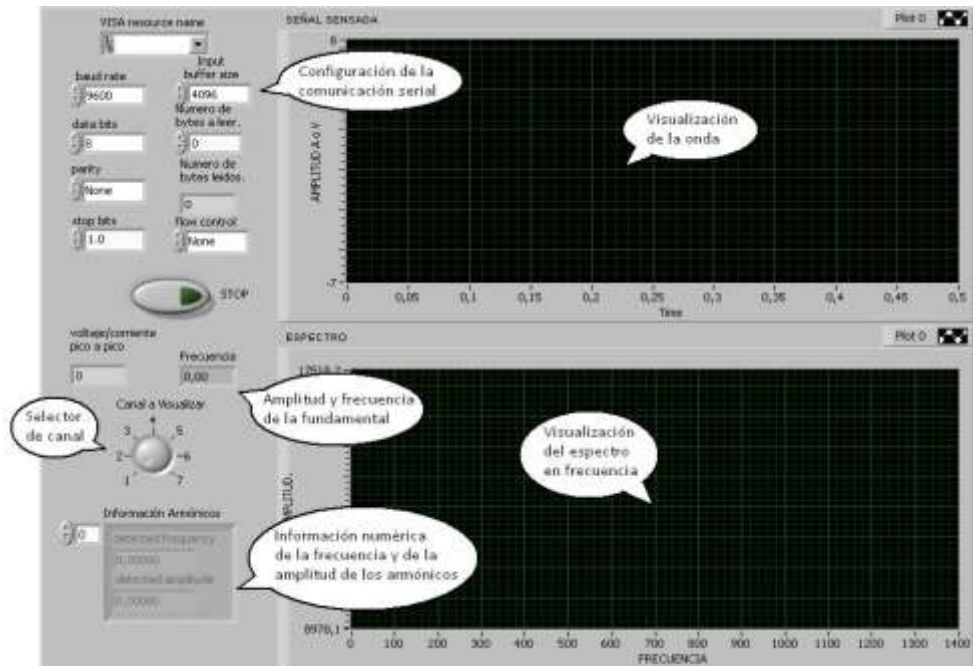 VISA resource name
baud rate
9600
data bits
8
parity
None
stop bits
1.0
Input
buffer size
4096
Numero de
bytes a leer.
0
Numero de
bytes leidos.
0
flow control
None
STOP
voltaje/corriente
pico a pico
0
Frecuencia
0,00
Canal a Visualizar
1
2
3
4
5
6
7
Información Armónicos
0
detected frequency
0,00000
detected amplitude
0,00000
Configuración de la
comunicación serial
Selector
de canal
Amplitud y frecuencia
de la fundamental
Información numérica
de la frecuencia y de la
amplitud de los armónicos
SEÑAL SENSADA
Plot 0
AMPLITUD A o V
8
-7
Visualización
de la onda
0
0,05
0,1
0,15
0,2
0,25
0,3
0,35
0,4
0,45
0,5
Time
ESPECTRO
Plot 0
8978,1
Visualización
del espectro
en frecuencia
0
100
200
300
400
500
600
700
800
900
1000
1100
1200
1300
1400
FRECUENCIA